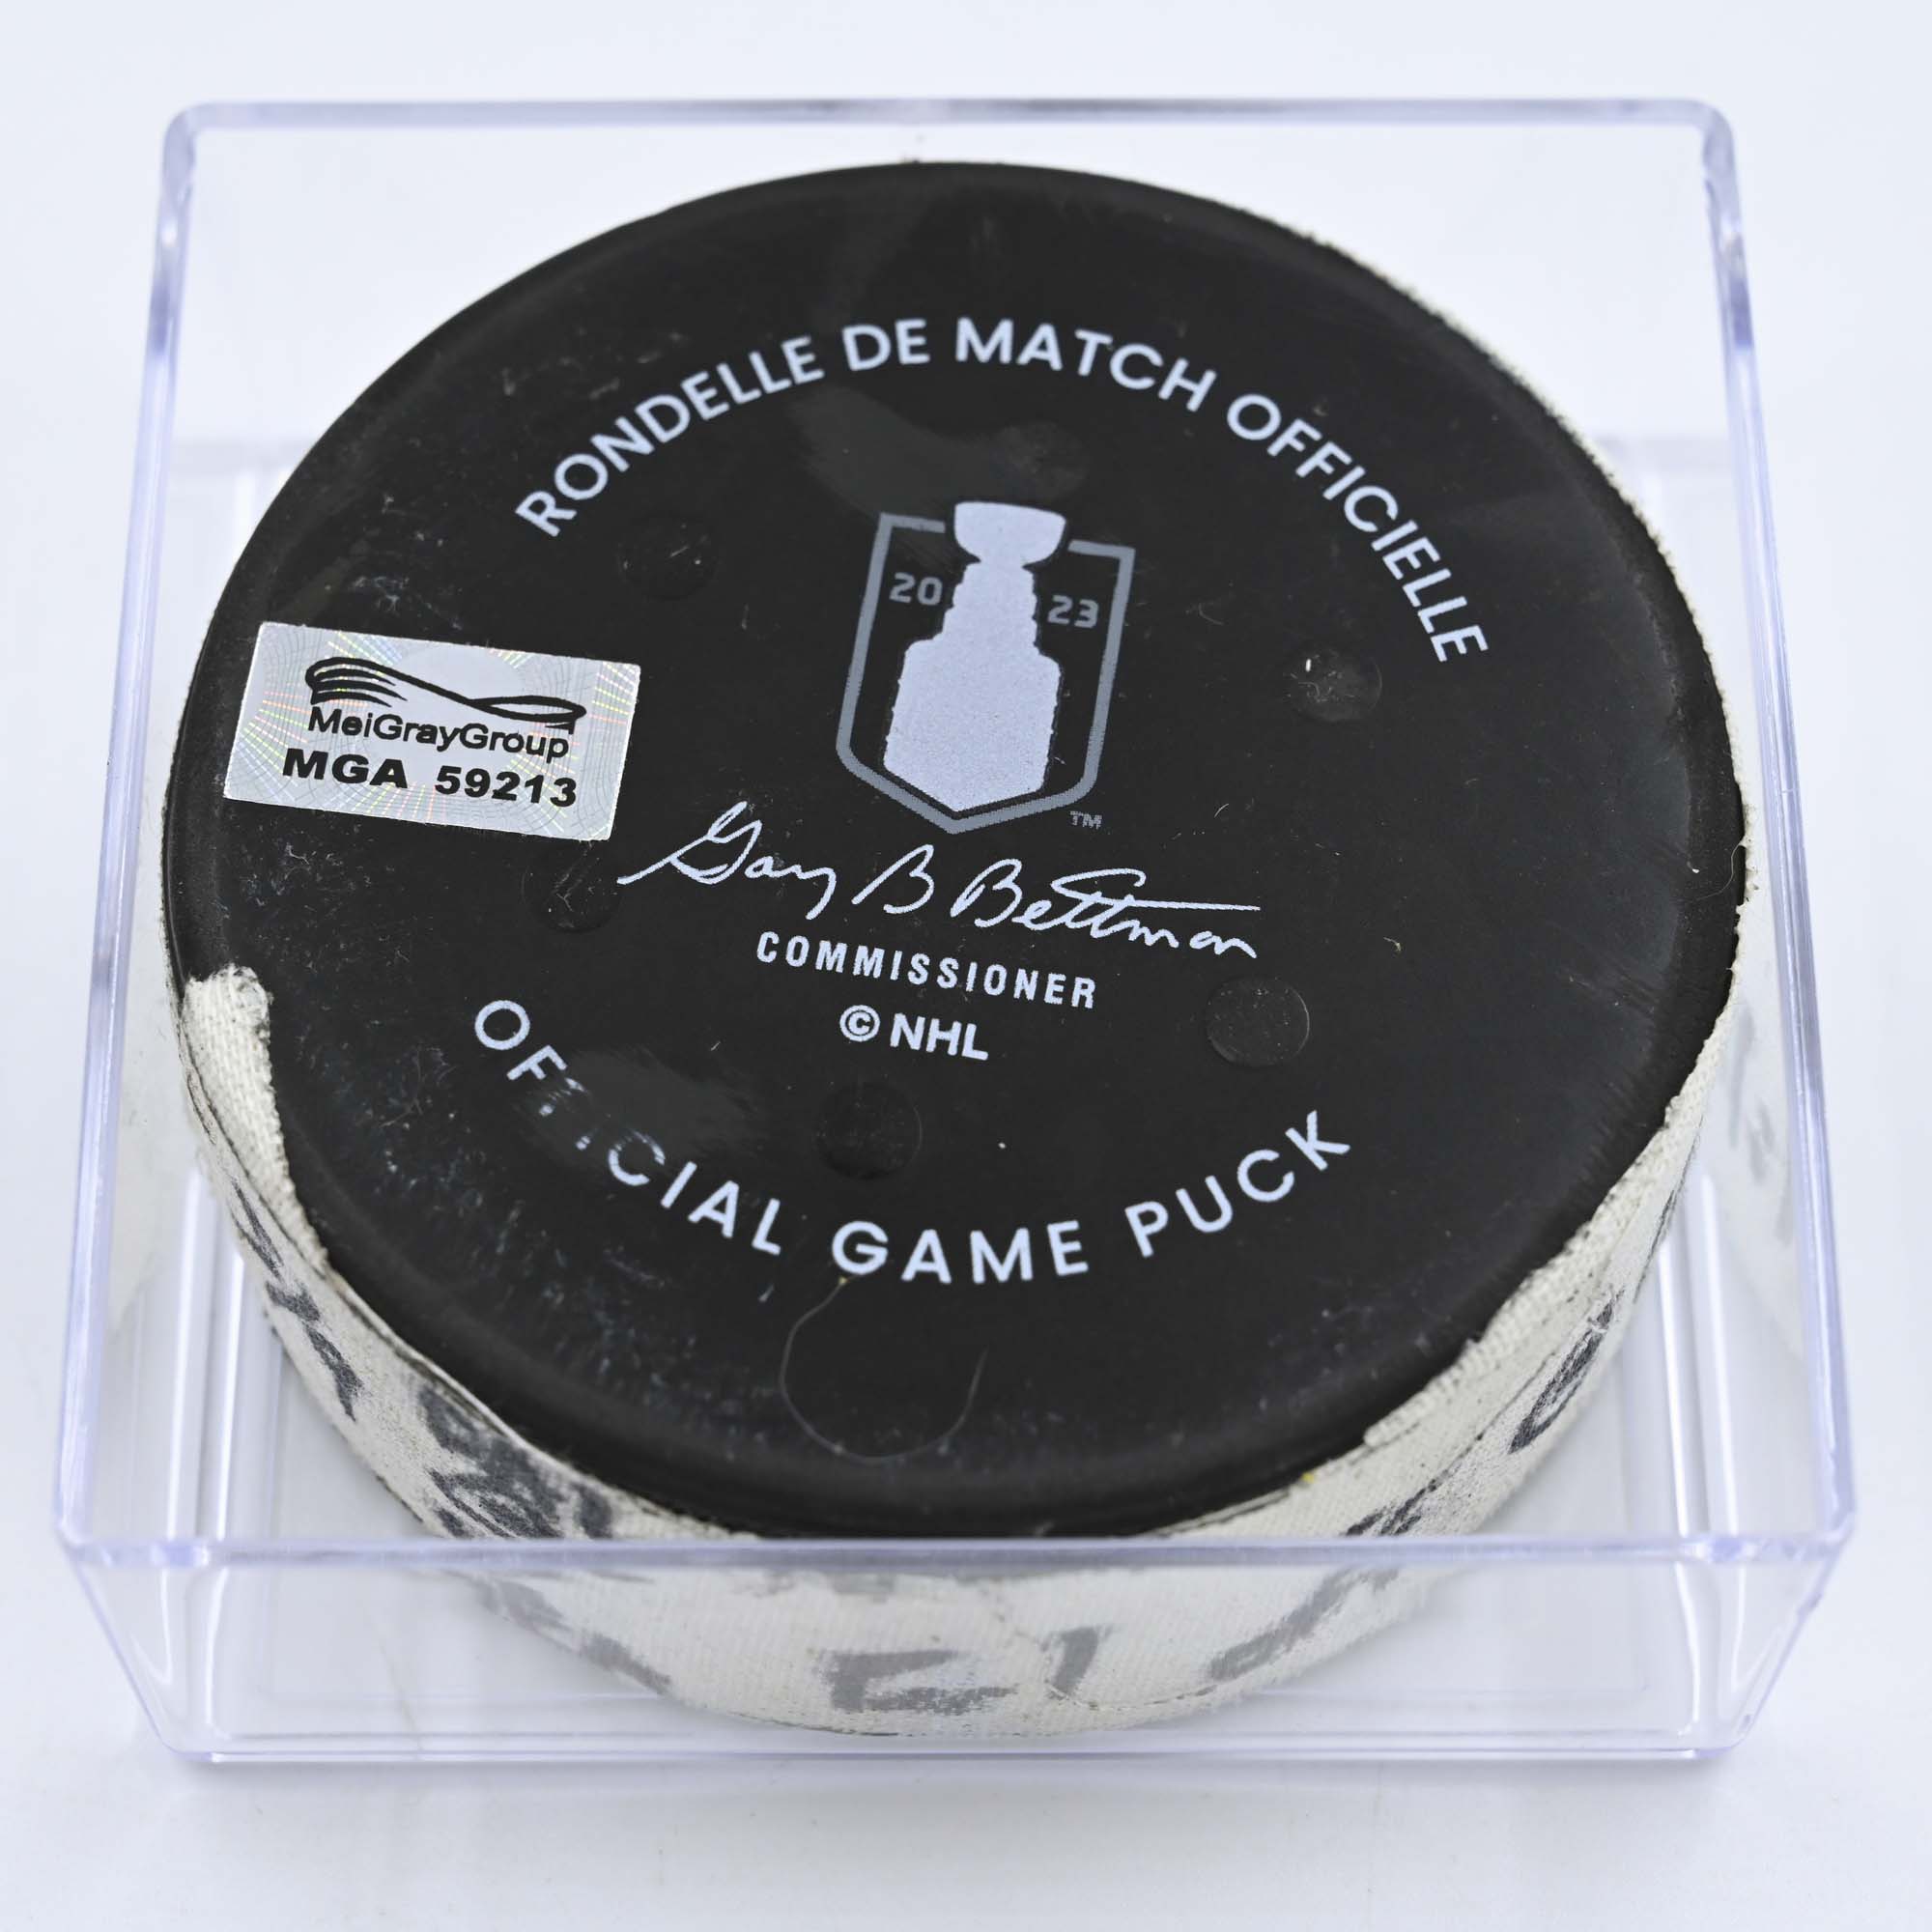 RONDELLE DE MATCH OFFICIELLE
20 23
TM
MeiGrayGroup
MGA 59213
Gary B Bettman
COMMISSIONER
© NHL
OFFICIAL GAME PUCK